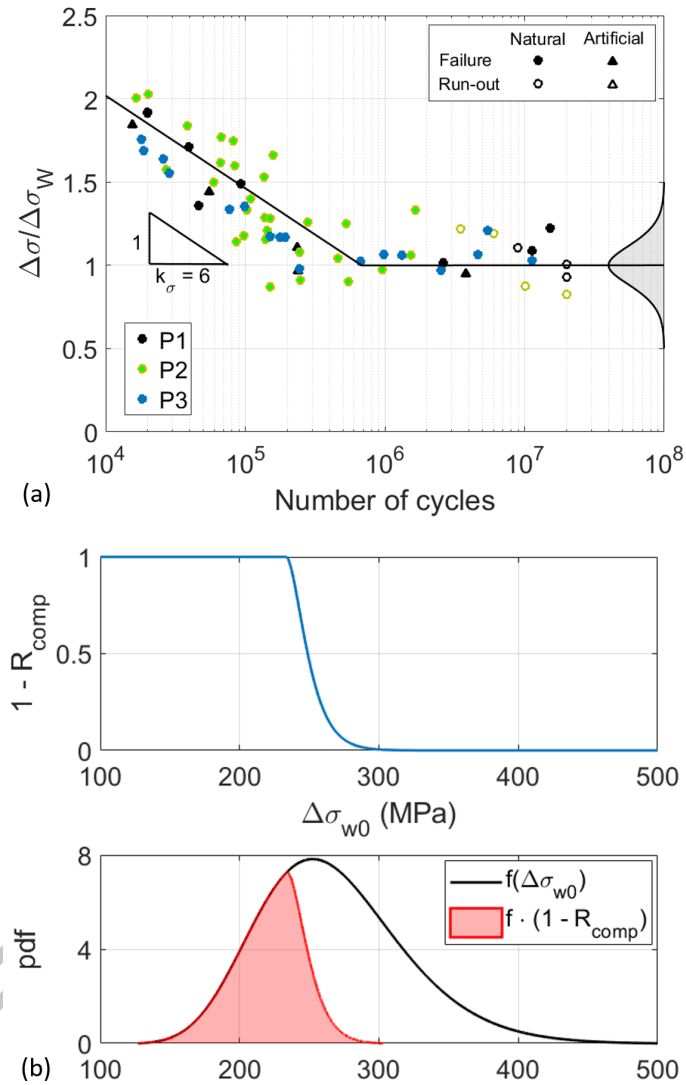 2.5
2
1.5
1
0.5
0
Δσ/Δσ_W
Natural Artificial
Failure
Run-out
1
k_σ = 6
P1
P2
P3
10^4 10^5 10^6 10^7 10^8
(a)
Number of cycles
1
0.5
0
1 - R_comp
100 200 300 400 500
Δσ_w0 (MPa)
8
4
0
pdf
f(Δσ_w0)
f · (1 - R_comp)
100 200 300 400 500
(b)